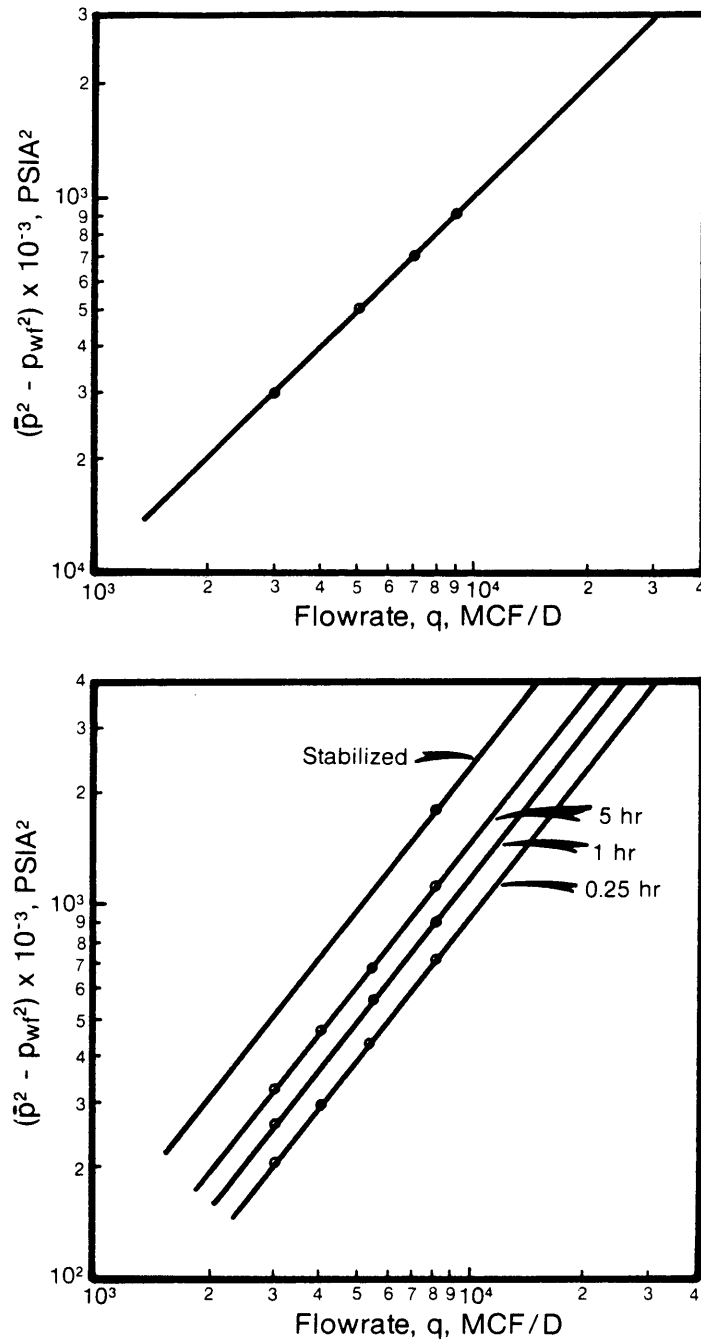 3
2
10³
9
8
7
6
5
4
3
2
10⁴
(p̄² - pwf²) x 10⁻³, PSIA²
10³ 2 3 4 5 6 7 8 9 10⁴ 2 3 4
Flowrate, q, MCF/D
4
3
2
10³
9
8
7
6
5
4
3
2
10²
(p̄² - pwf²) x 10⁻³, PSIA²
Stabilized
5 hr
1 hr
0.25 hr
10³ 2 3 4 5 6 7 8 9 10⁴ 2 3 4
Flowrate, q, MCF/D